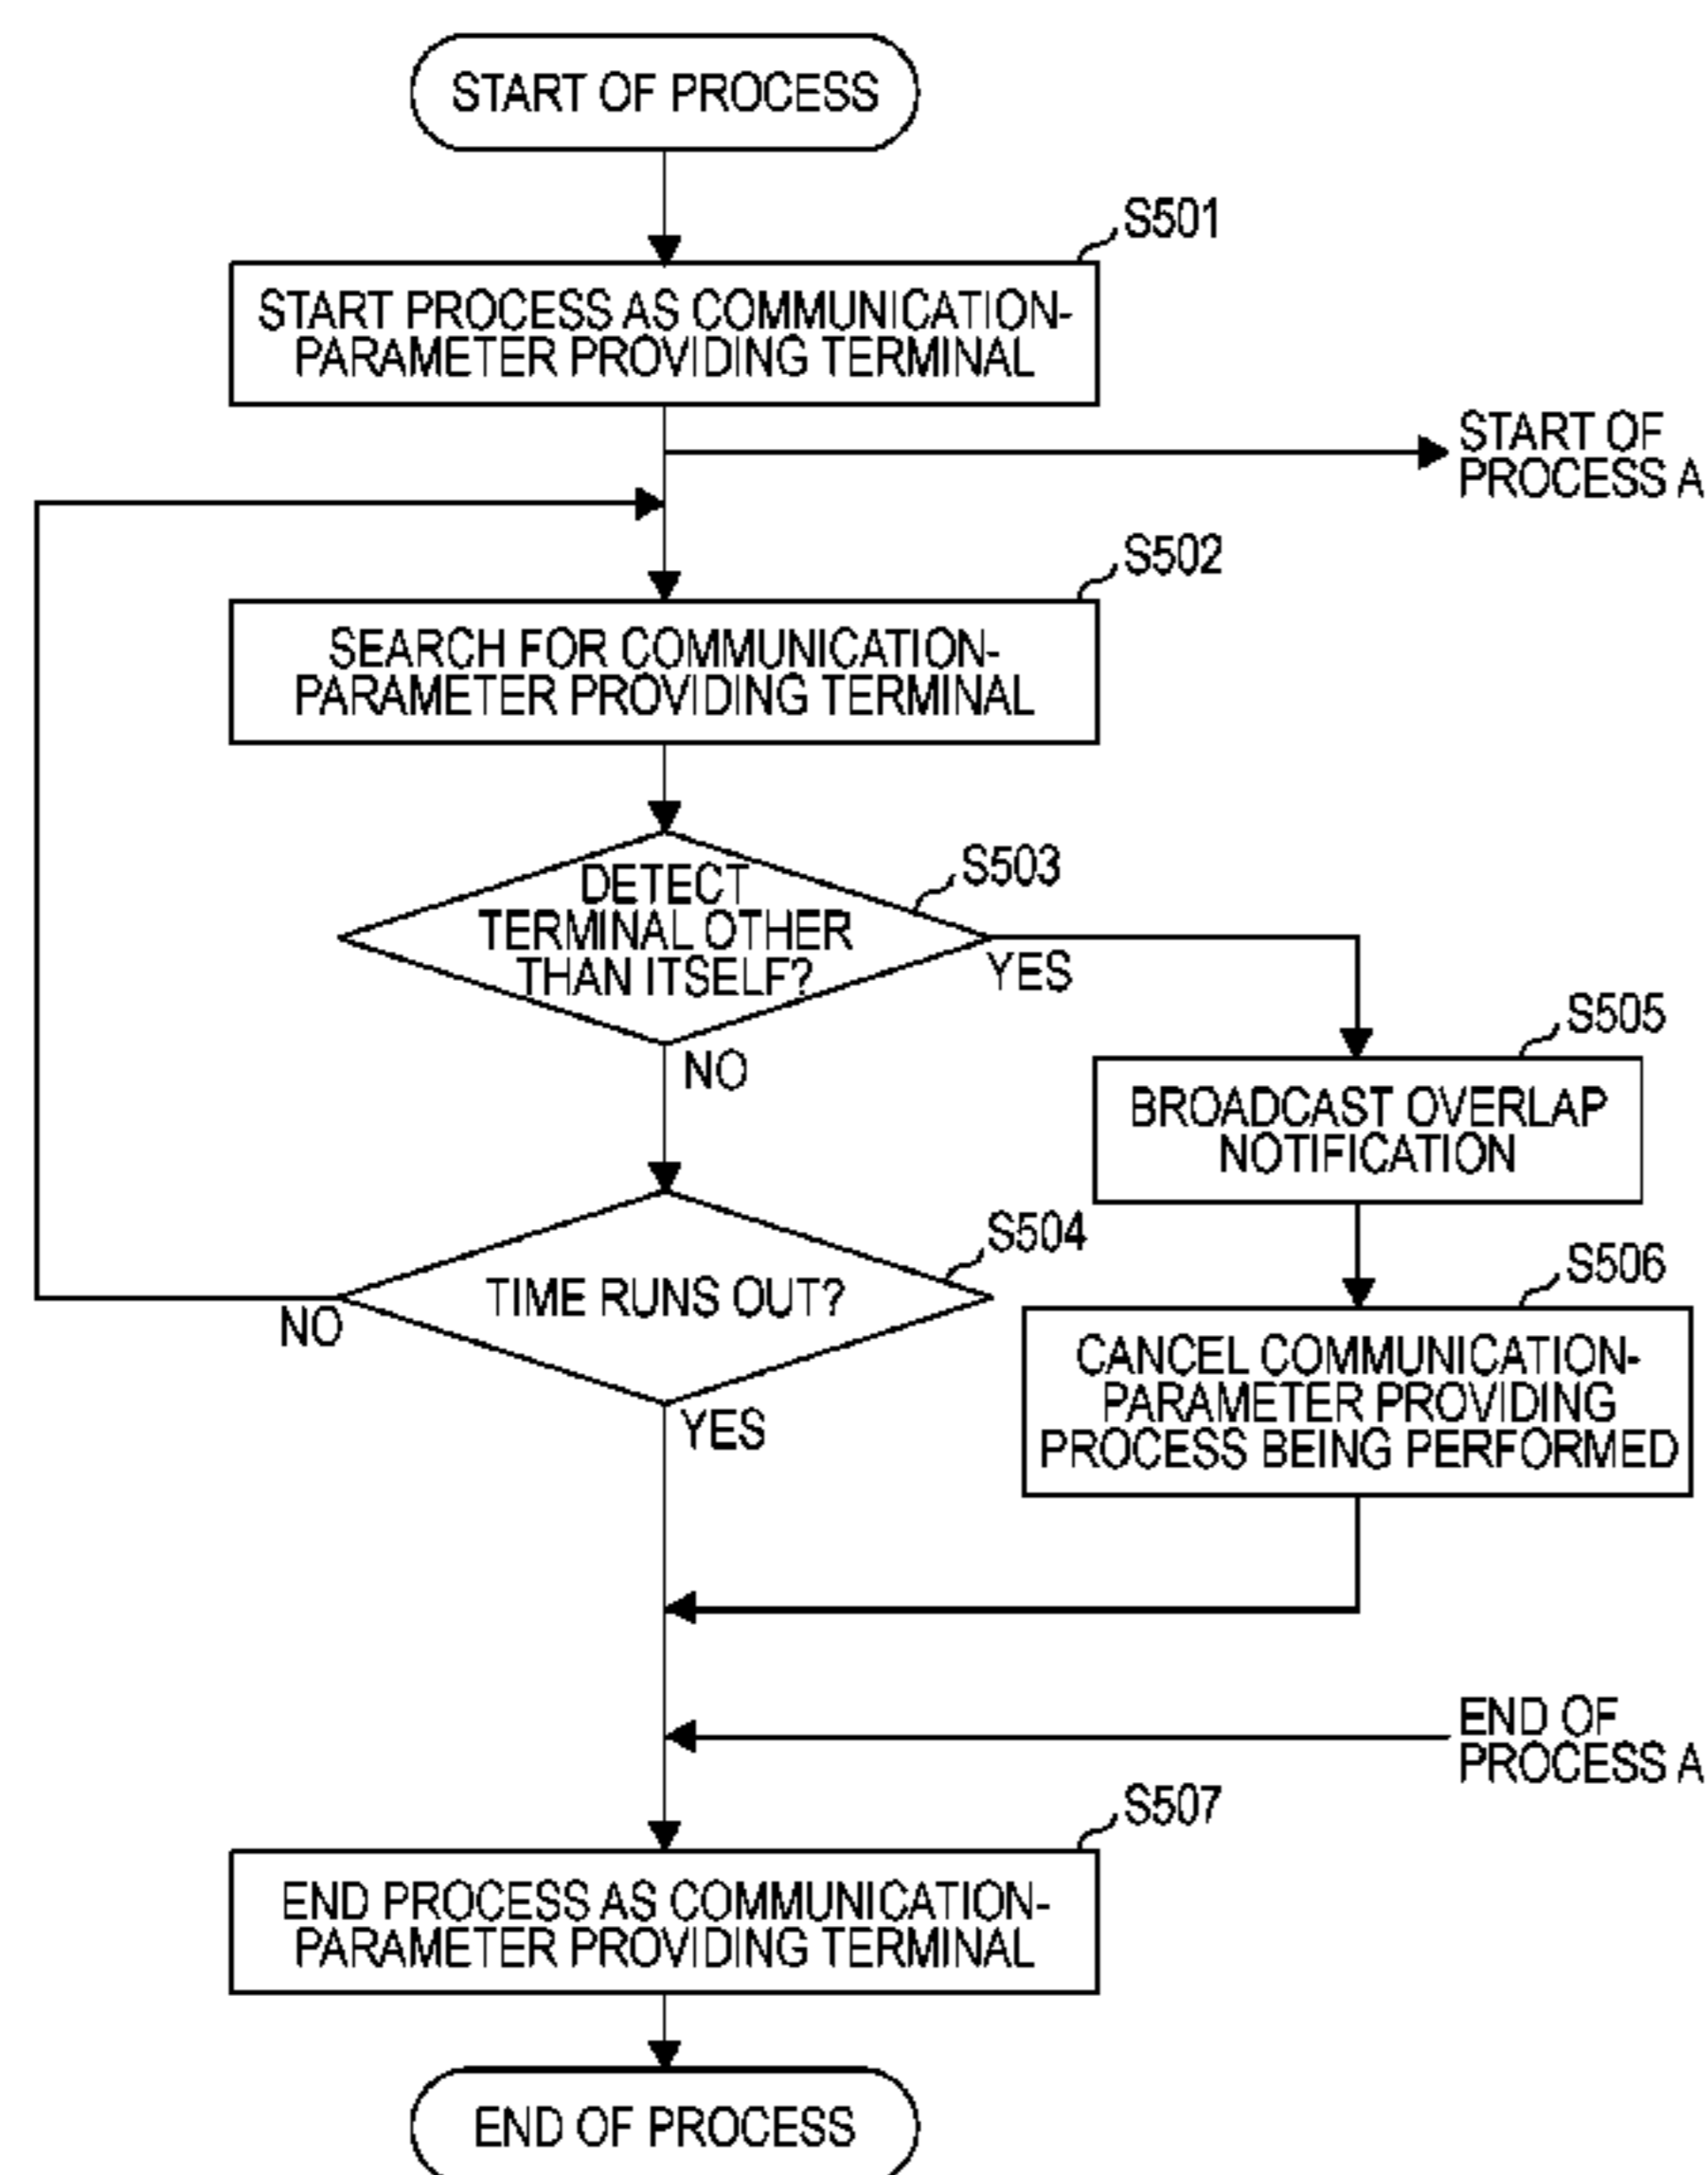 START OF PROCESS
S501
START PROCESS AS COMMUNICATION-
PARAMETER PROVIDING TERMINAL
START OF
PROCESS A
S502
SEARCH FOR COMMUNICATION-
PARAMETER PROVIDING TERMINAL
S503
DETECT
TERMINAL OTHER
THAN ITSELF?
YES
NO
S505
BROADCAST OVERLAP
NOTIFICATION
S504
TIME RUNS OUT?
NO
YES
S506
CANCEL COMMUNICATION-
PARAMETER PROVIDING
PROCESS BEING PERFORMED
END OF
PROCESS A
S507
END PROCESS AS COMMUNICATION-
PARAMETER PROVIDING TERMINAL
END OF PROCESS